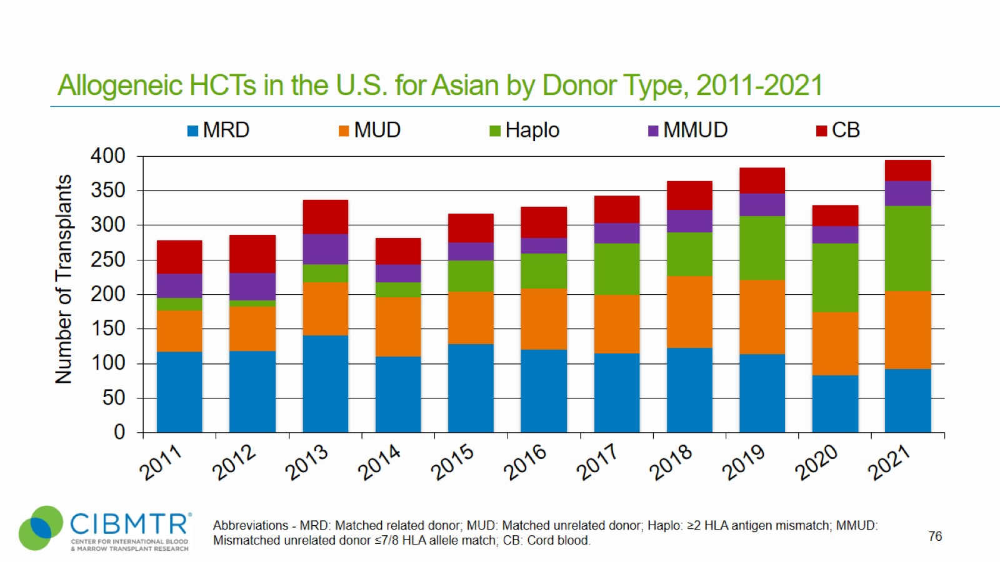 Allogeneic HCTs in the U.S. for Asian by Donor Type, 2011-2021
MRD MUD Haplo MMUD CB
Number of Transplants
400
350
300
250
200
150
100
50
0
2011 2012 2013 2014 2015 2016 2017 2018 2019 2020 2021
CIBMTR®
CENTER FOR INTERNATIONAL BLOOD
& MARROW TRANSPLANT RESEARCH
Abbreviations - MRD: Matched related donor; MUD: Matched unrelated donor; Haplo: ≥2 HLA antigen mismatch; MMUD:
Mismatched unrelated donor ≤7/8 HLA allele match; CB: Cord blood.
76